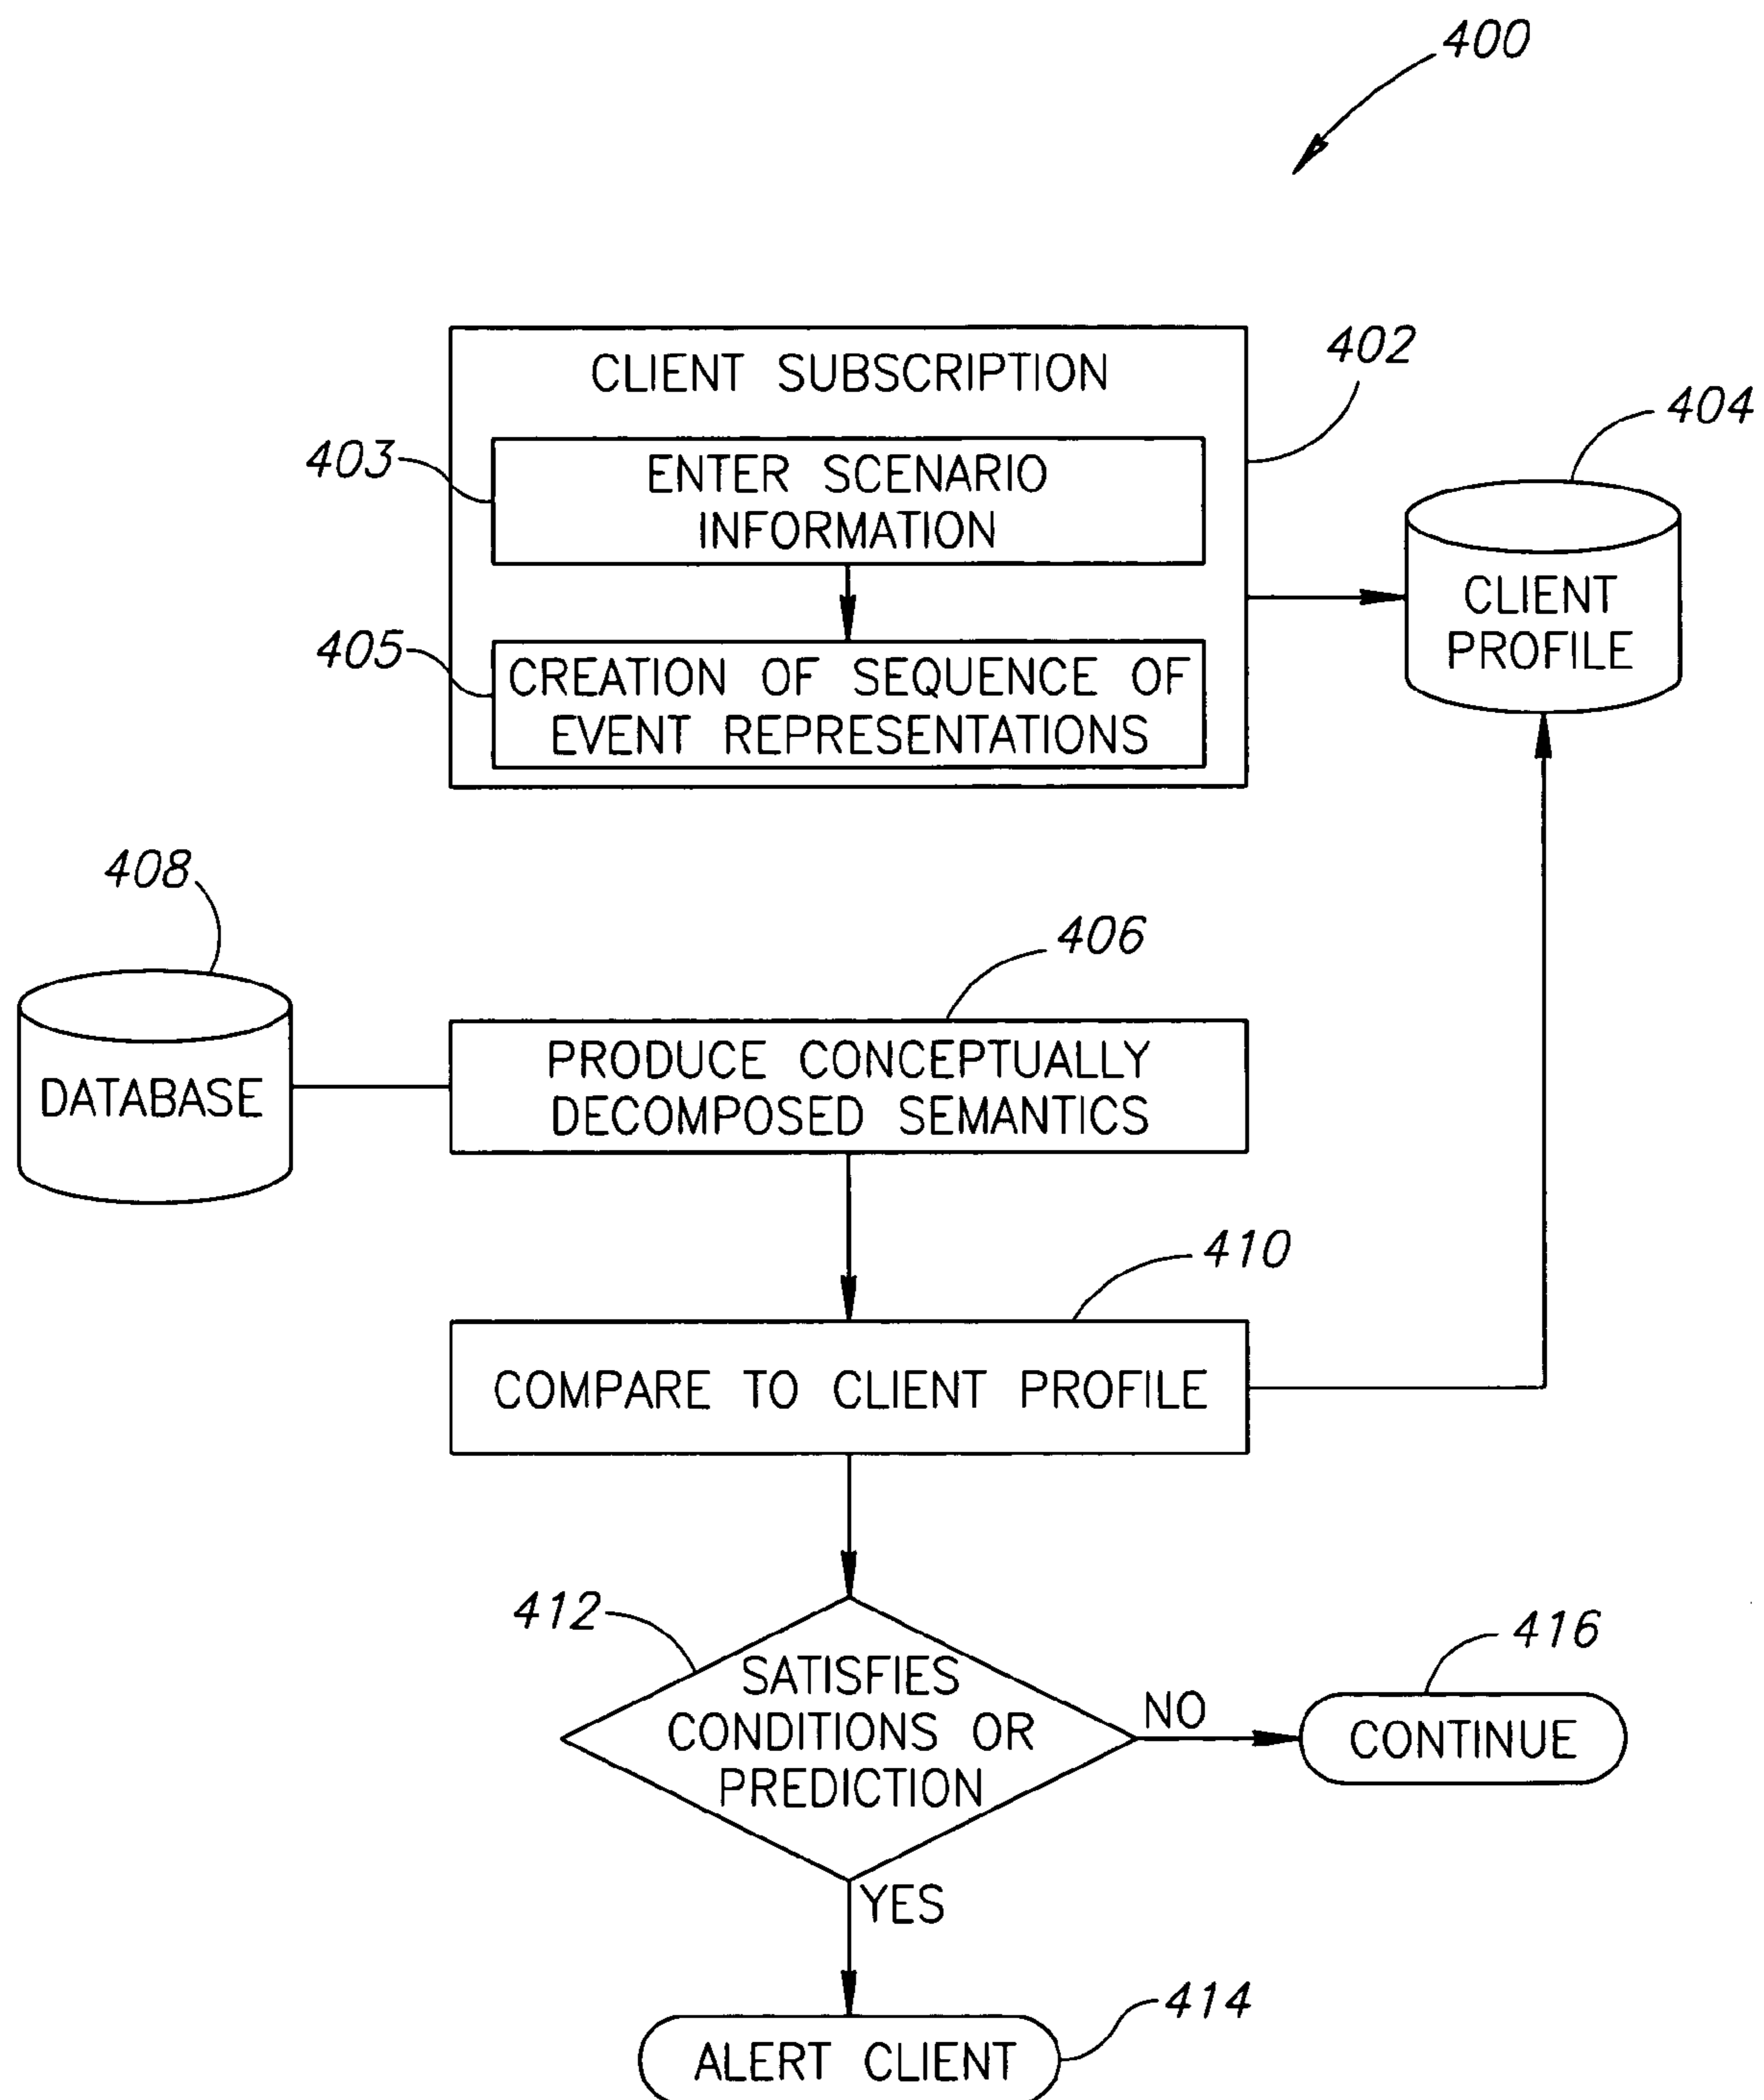 400
CLIENT SUBSCRIPTION
402
404
403
ENTER SCENARIO
INFORMATION
CLIENT
PROFILE
405
CREATION OF SEQUENCE OF
EVENT REPRESENTATIONS
408
406
DATABASE
PRODUCE CONCEPTUALLY
DECOMPOSED SEMANTICS
410
COMPARE TO CLIENT PROFILE
412
SATISFIES
CONDITIONS OR
PREDICTION
NO
416
CONTINUE
YES
414
ALERT CLIENT